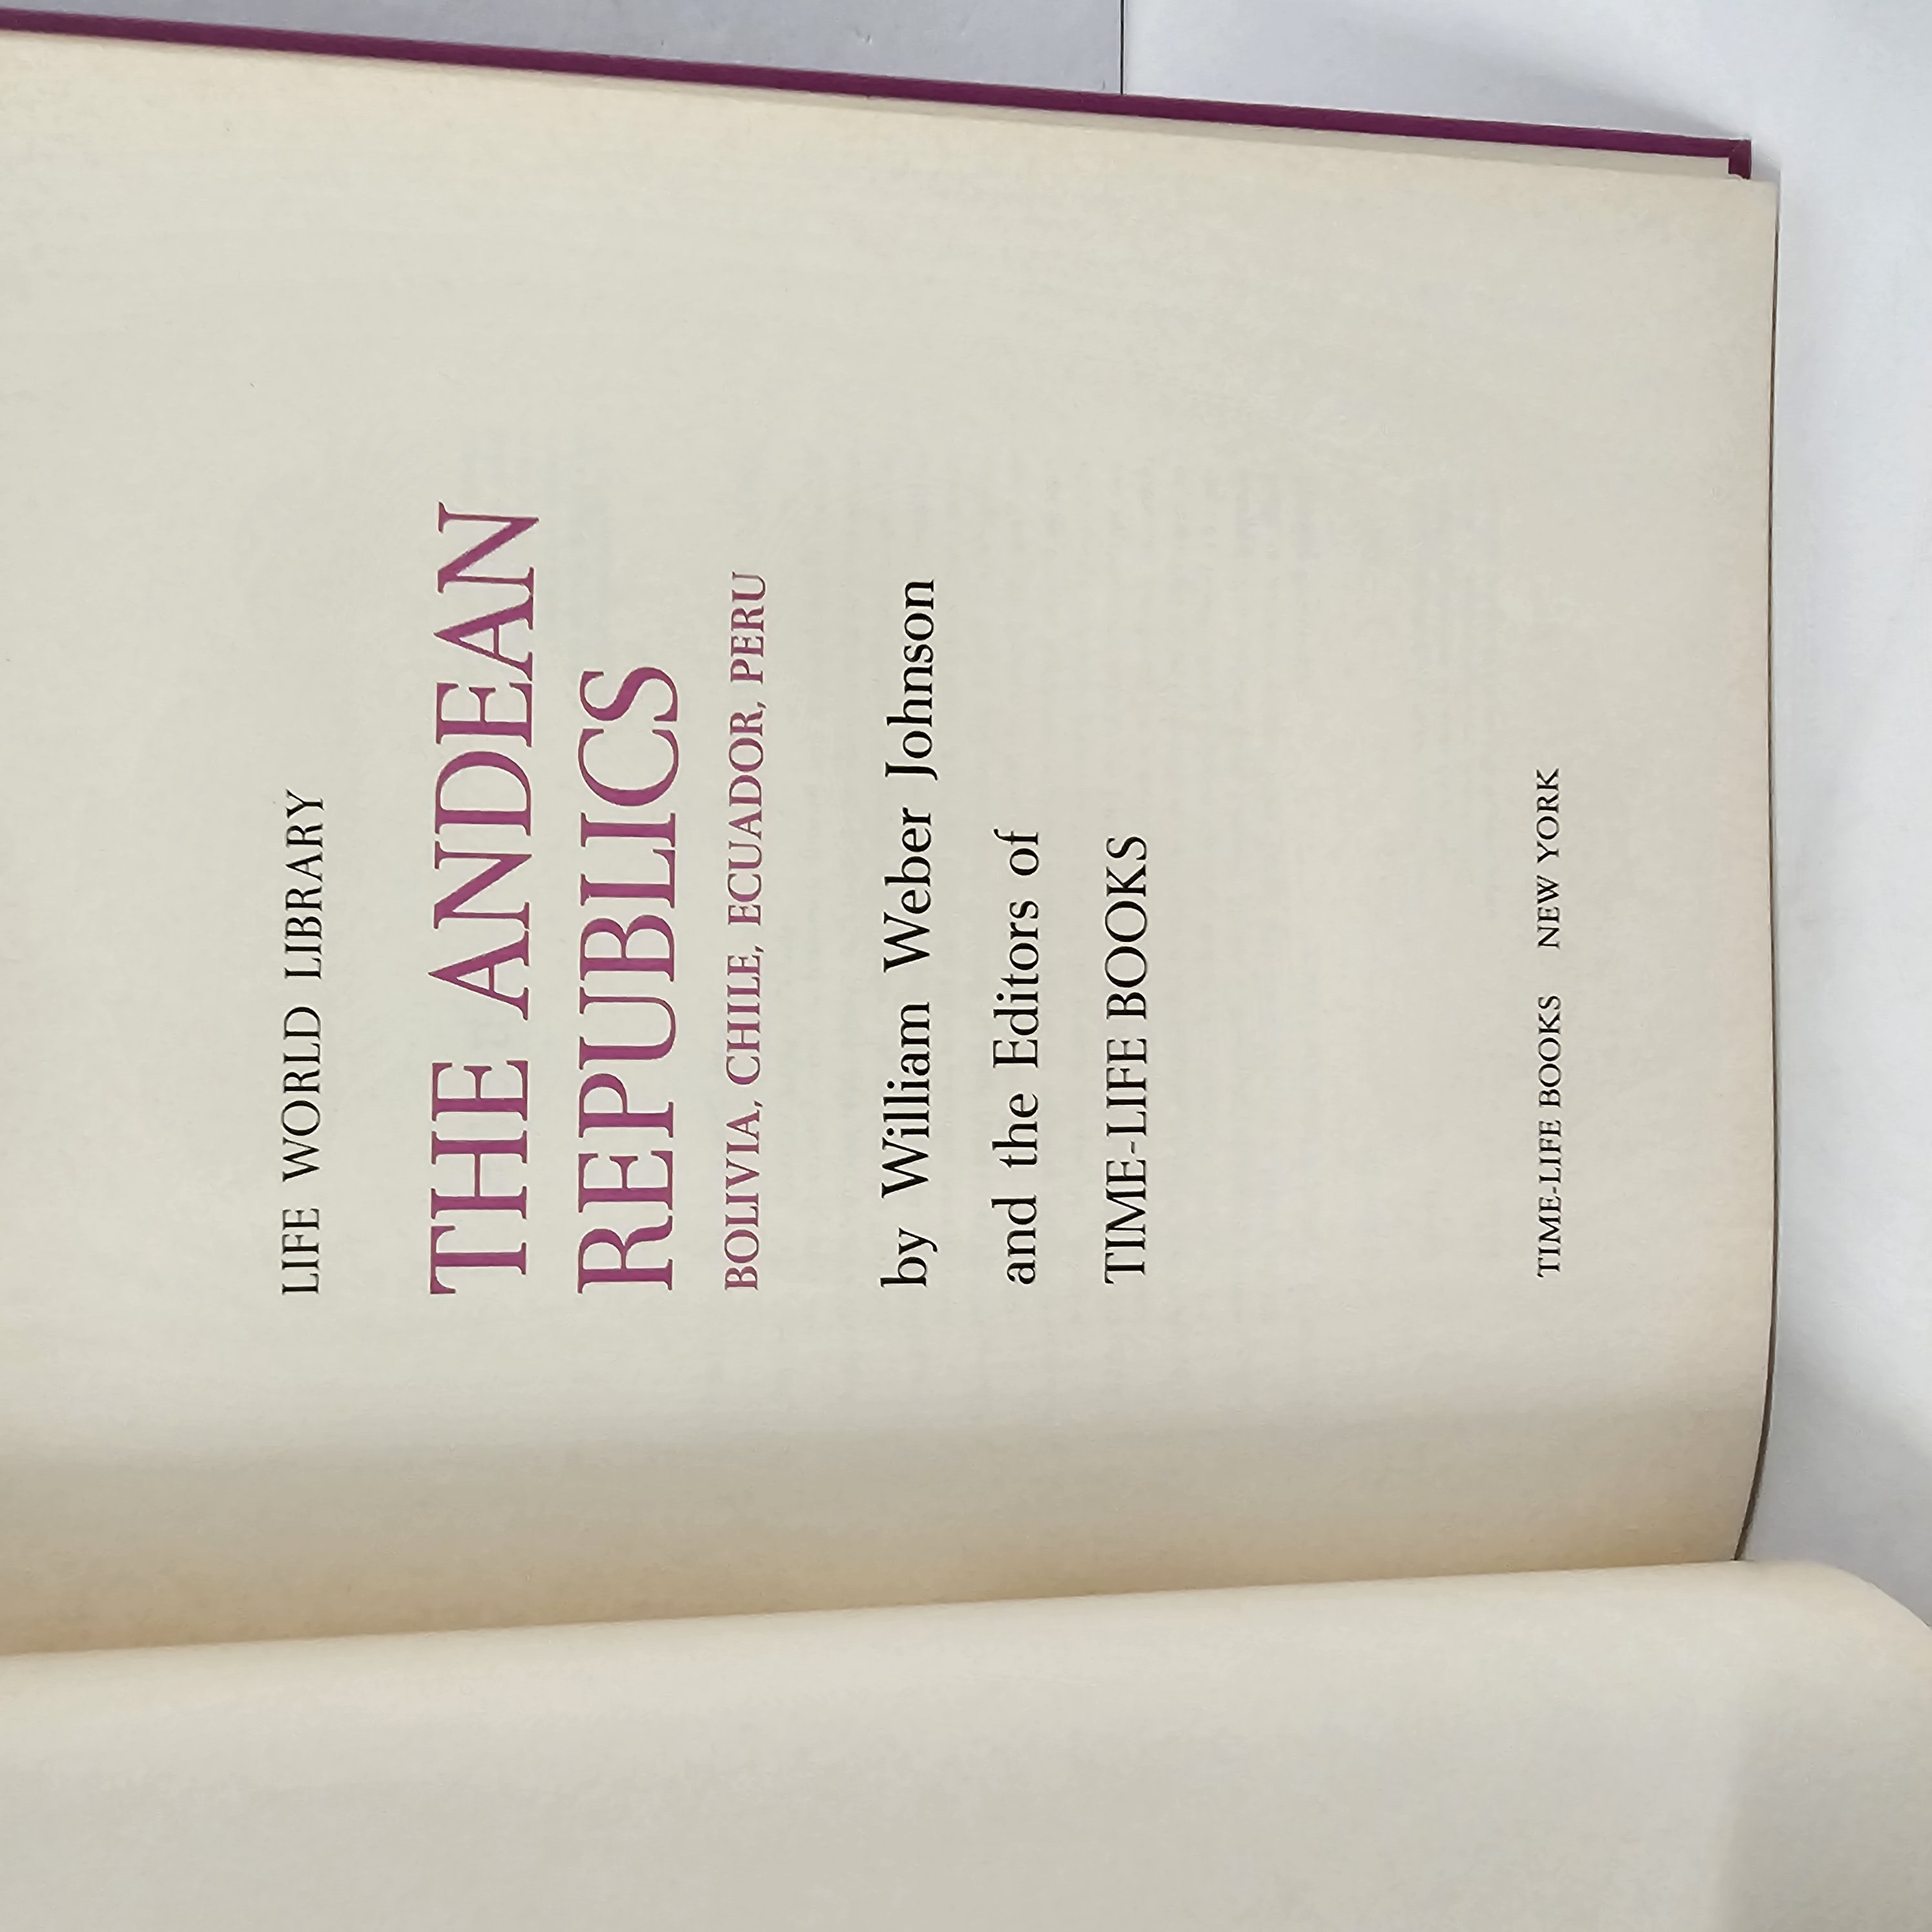 LIFE WORLD LIBRARY
THE ANDEAN
REPUBLICS
BOLIVIA, CHILE, ECUADOR, PERU
by William Weber Johnson
and the Editors of
TIME-LIFE BOOKS
TIME-LIFE BOOKS NEW YORK